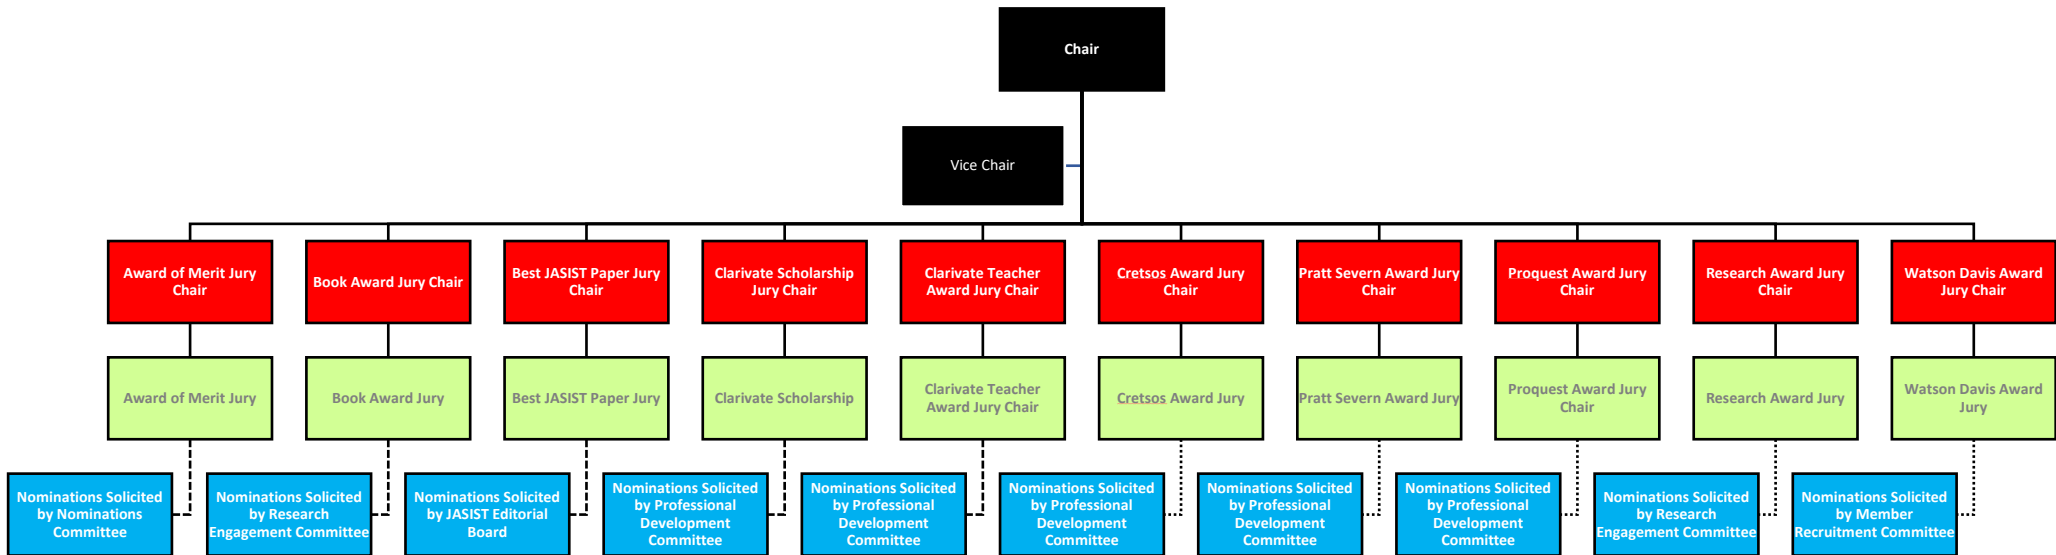 Chair
Vice Chair
Award of Merit Jury
Chair
Book Award Jury Chair
Best JASIST Paper Jury
Chair
Clarivate Scholarship
Jury Chair
Clarivate Teacher
Award Jury Chair
Cretsos Award Jury
Chair
Pratt Severn Award Jury
Chair
Proquest Award Jury
Chair
Research Award Jury
Chair
Watson Davis Award
Jury Chair
Award of Merit Jury
Book Award Jury
Best JASIST Paper Jury
Clarivate Scholarship
Clarivate Teacher
Award Jury Chair
Cretsos Award Jury
Pratt Severn Award Jury
Proquest Award Jury
Chair
Research Award Jury
Watson Davis Award
Jury
Nominations Solicited
by Nominations
Committee
Nominations Solicited
by Research
Engagement Committee
Nominations Solicited
by JASIST Editorial
Board
Nominations Solicited
by Professional
Development
Committee
Nominations Solicited
by Professional
Development
Committee
Nominations Solicited
by Professional
Development
Committee
Nominations Solicited
by Professional
Development
Committee
Nominations Solicited
by Professional
Development
Committee
Nominations Solicited
by Research
Engagement Committee
Nominations Solicited
by Member
Recruitment Committee